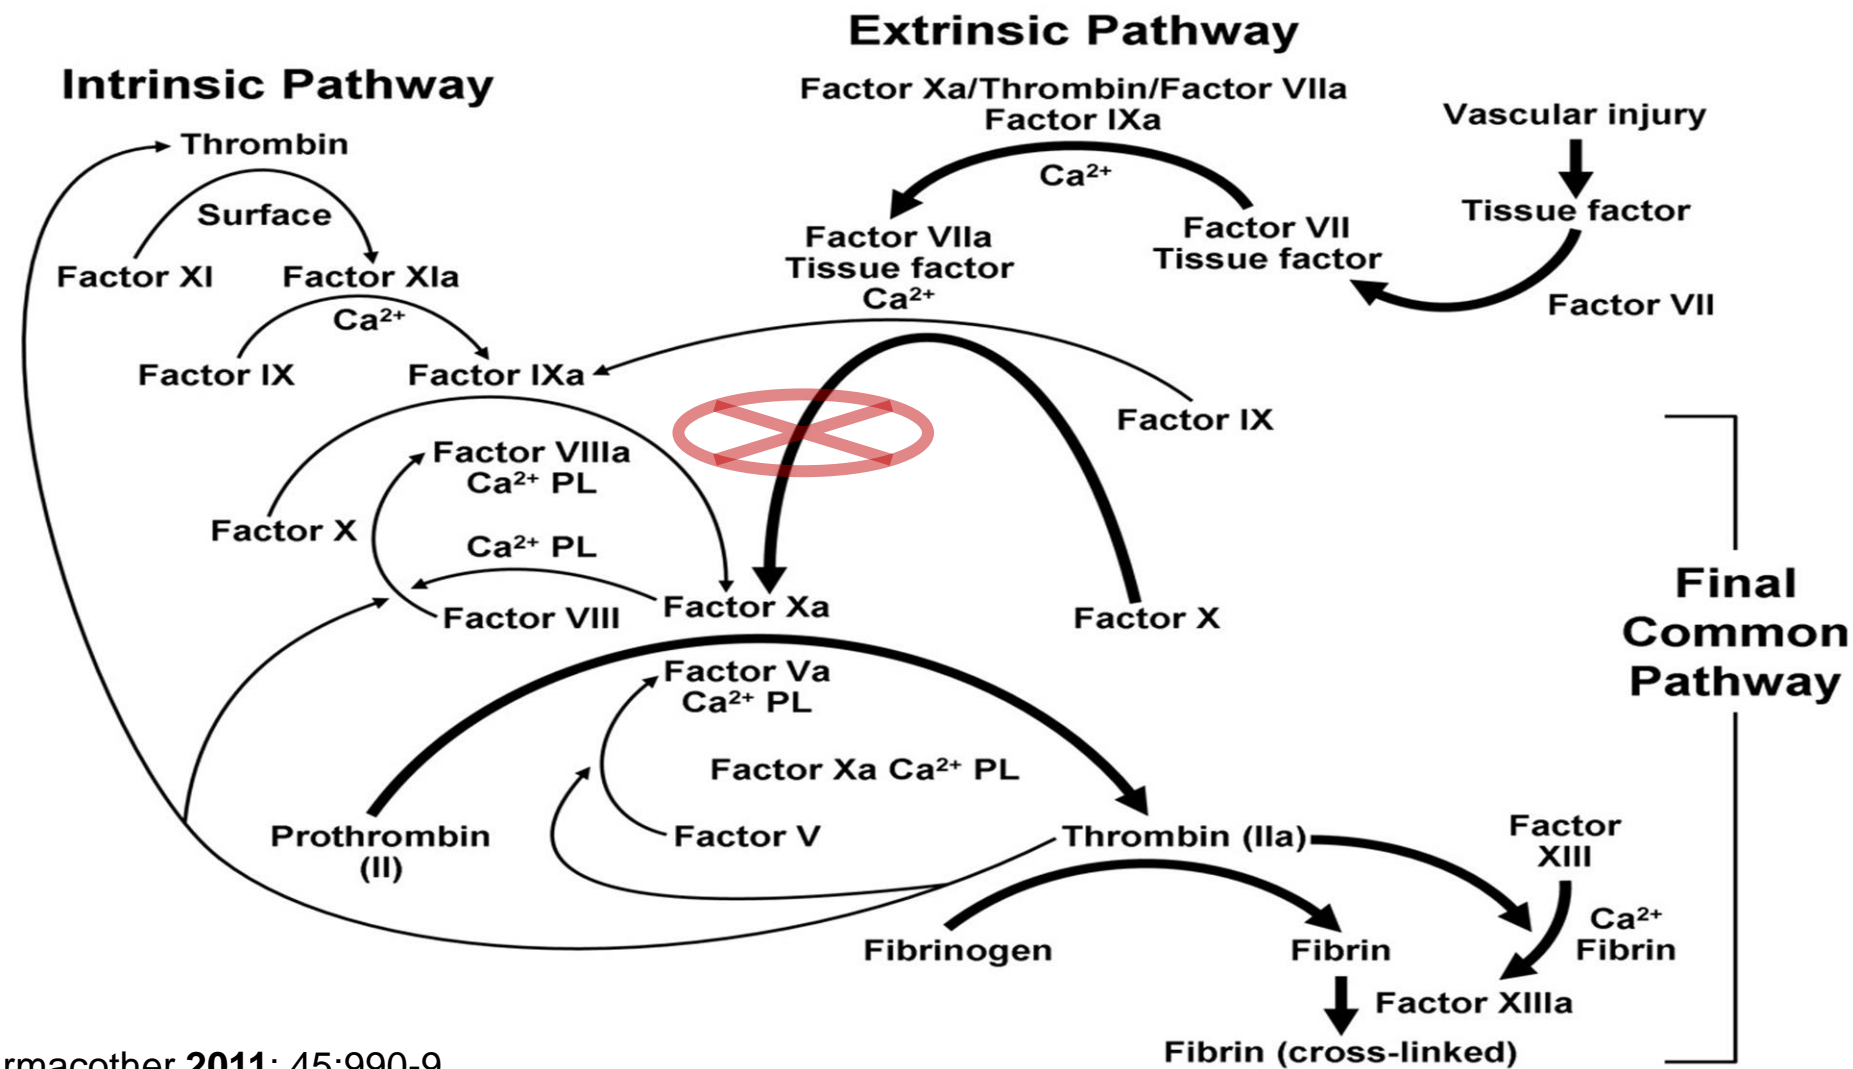 Extrinsic Pathway
Intrinsic Pathway
Factor Xa/Thrombin/Factor VIIa
Factor IXa
Ca²⁺
Vascular injury
Tissue factor
Factor VII
Factor VII
Tissue factor
Factor VIIa
Tissue factor
Ca²⁺
Thrombin
Surface
Factor XI
Factor XIa
Ca²⁺
Factor IX
Factor IXa
Factor IX
Factor VIIIa
Ca²⁺ PL
Factor X
Ca²⁺ PL
Factor VIII
Factor Xa
Factor X
Final
Common
Pathway
Factor Va
Ca²⁺ PL
Factor Xa Ca²⁺ PL
Prothrombin
(II)
Factor V
Thrombin (IIa)
Factor
XIII
Ca²⁺
Fibrin
Fibrinogen
Fibrin
Factor XIIIa
Fibrin (cross-linked)
rmacother 2011; 45:990-9